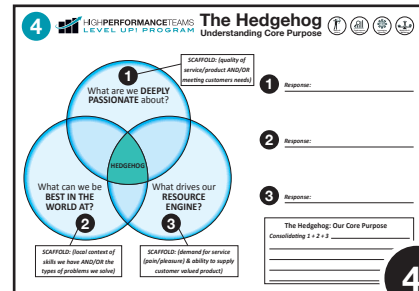 4
HIGHPERFORMANCETEAMS
LEVEL UP! PROGRAM
The Hedgehog
Understanding Core Purpose
SCAFFOLD: (quality of
service/product AND/OR
meeting customers needs)
1
What are we DEEPLY
PASSIONATE about?
HEDGEHOG
What can we be
BEST IN THE
WORLD AT?
2
What drives our
RESOURCE
ENGINE?
3
SCAFFOLD: (local context of
skills we have AND/OR the
types of problems we solve)
SCAFFOLD: (demand for service
(pain/pleasure) & ability to supply
customer valued product)
1 Response:
2 Response:
3 Response:
The Hedgehog: Our Core Purpose
Consolidating 1 + 2 + 3
4